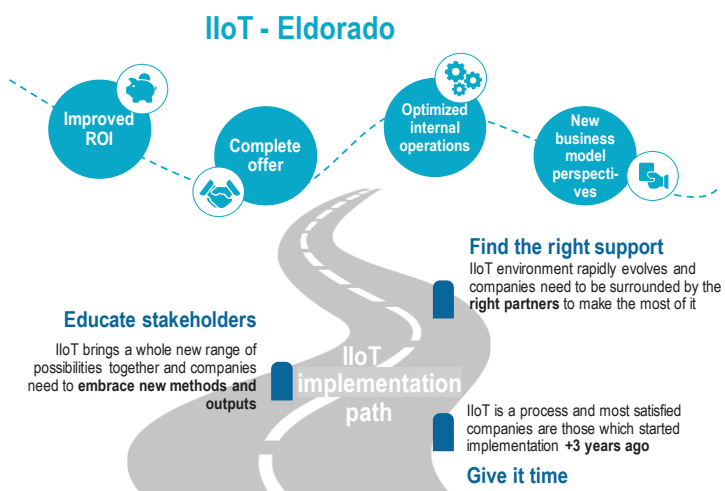 IIoT - Eldorado
Improved
ROI
Complete
offer
Optimized
internal
operations
New
business
model
perspecti-
ves
Find the right support
IIoT environment rapidly evolves and
companies need to be surrounded by the
right partners to make the most of it
Educate stakeholders
IIoT brings a whole new range of
possibilities together and companies
need to embrace new methods and
outputs
IIoT
implementation
path
IIoT is a process and most satisfied
companies are those which started
implementation +3 years ago
Give it time